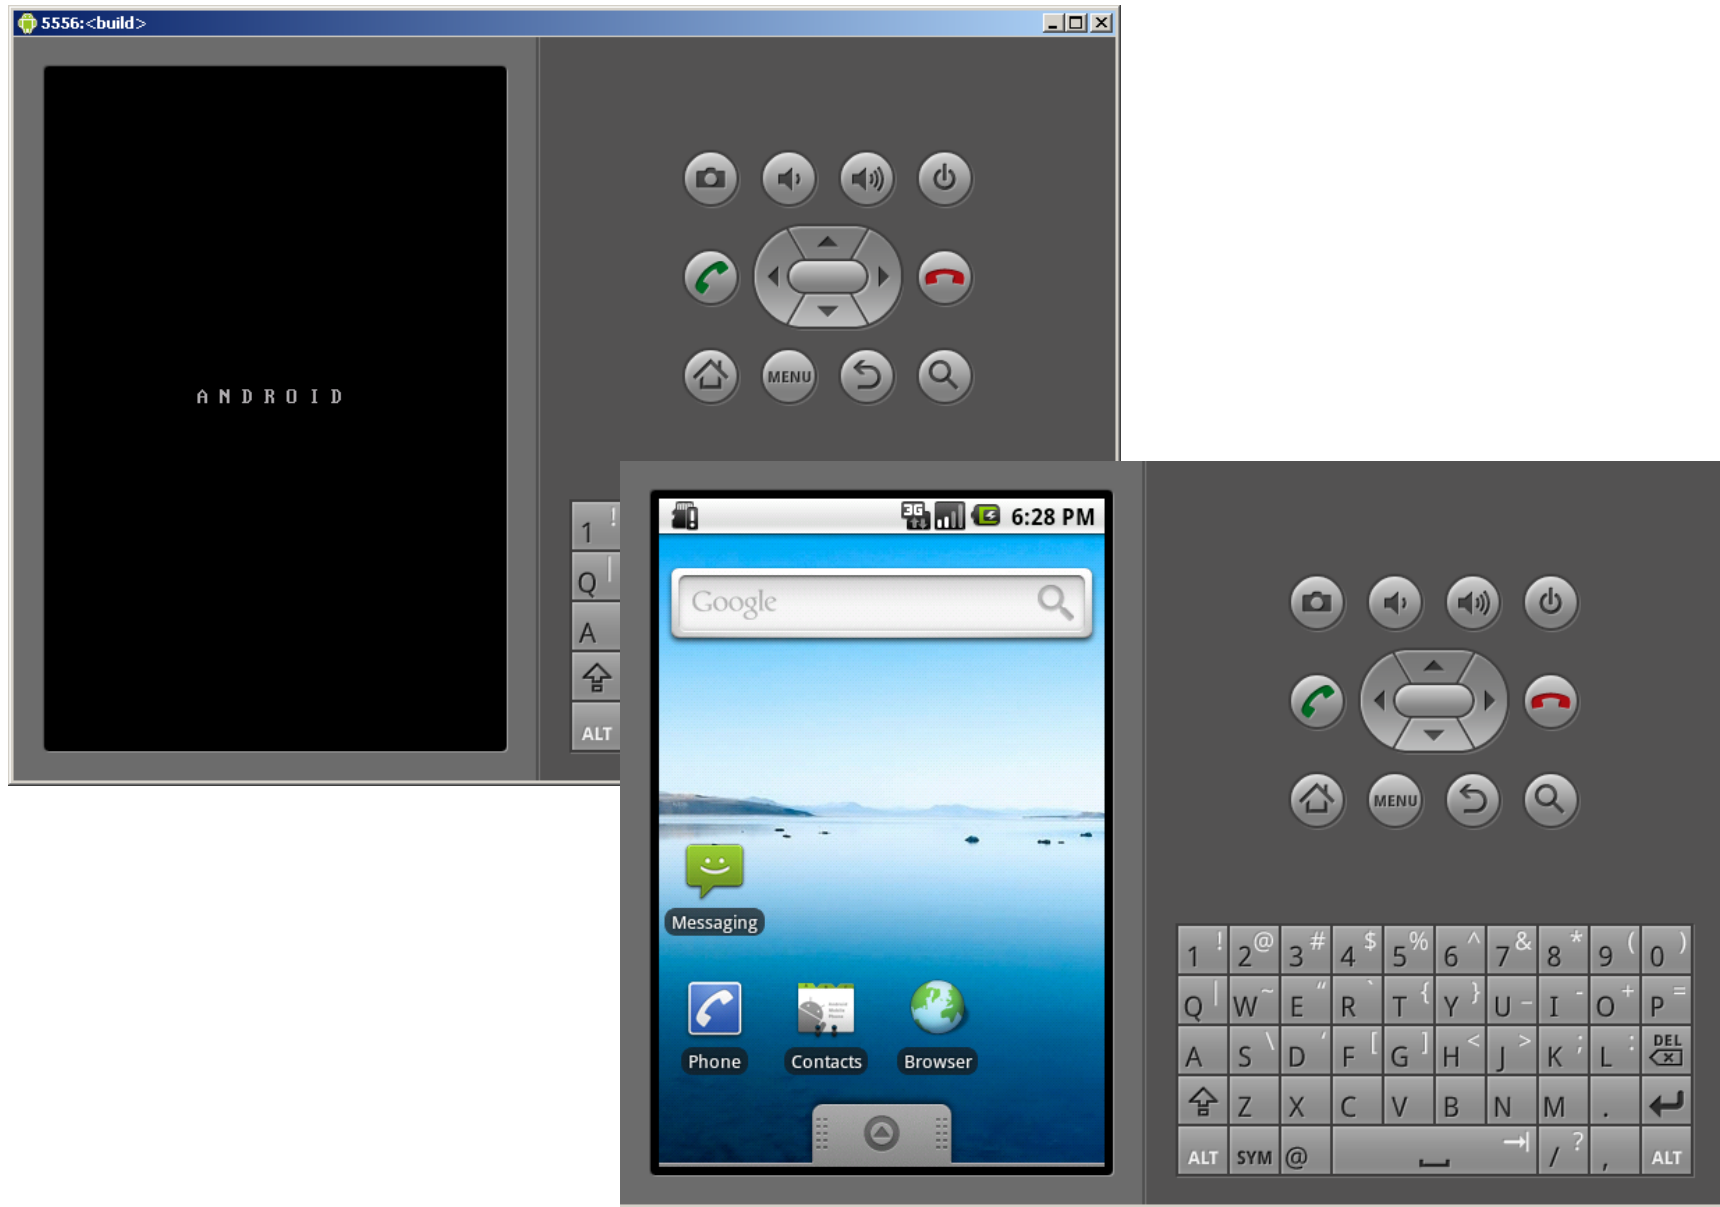 5556:<build>
ANDROID
MENU
1 !
Q |
A
ALT
3G 6:28 PM
Google
Messaging
Phone Contacts Browser
MENU
1 ! 2 @ 3 # 4 $ 5 % 6 ^ 7 & 8 * 9 ( 0 )
Q | W ~ E “ R ` T { Y } U _ I - O + P =
A S \ D ‘ F [ G ] H < J > K ; L : DEL
Z X C V B N M .
ALT SYM @ / ? , ALT